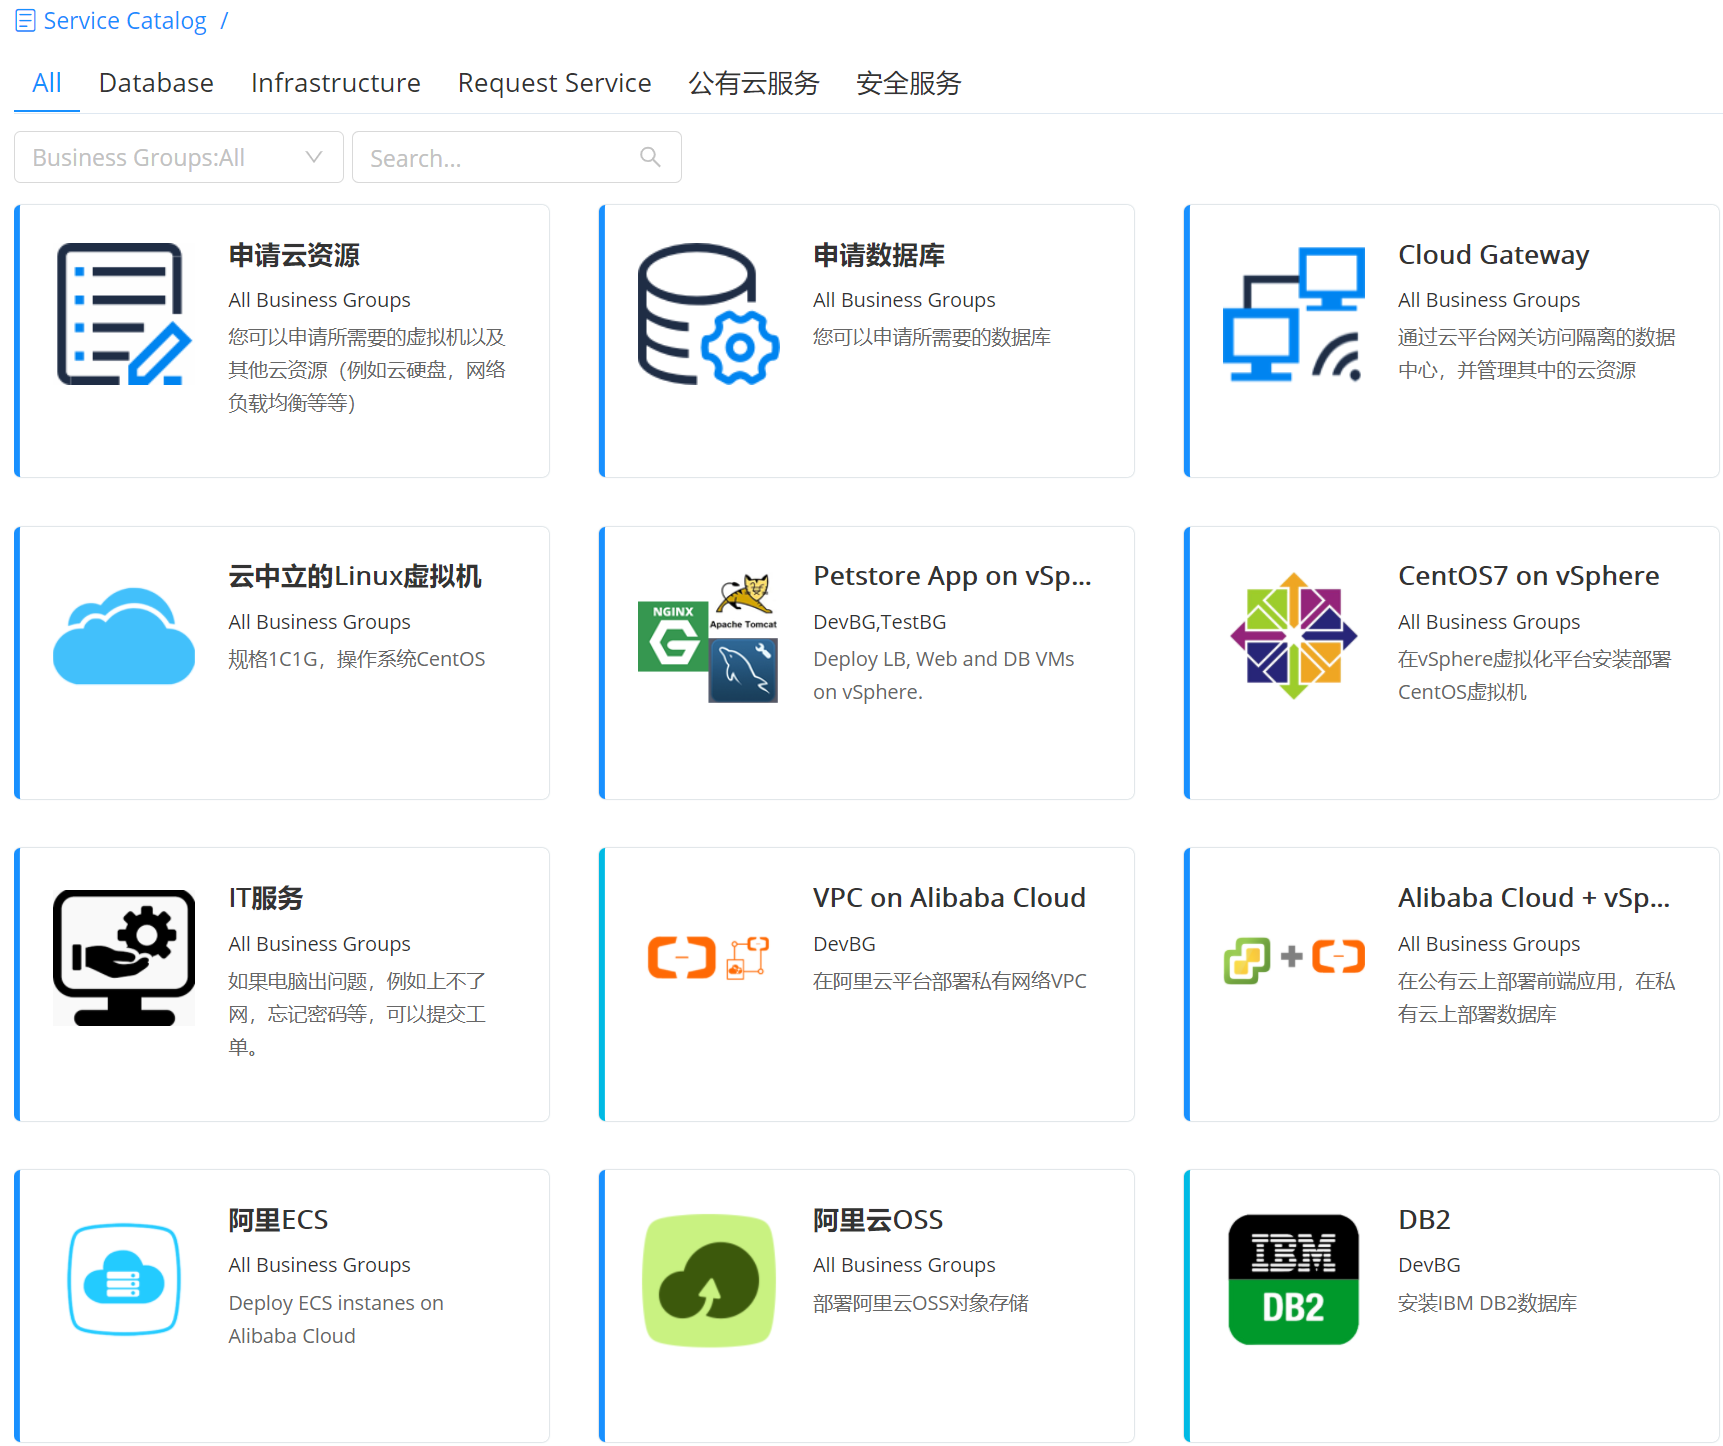 Service Catalog /
All Database Infrastructure Request Service 公有云服务 安全服务
Business Groups:All
Search...
申请云资源
All Business Groups
您可以申请所需要的虚拟机以及
其他云资源（例如云硬盘，网络
负载均衡等等）
申请数据库
All Business Groups
您可以申请所需要的数据库
Cloud Gateway
All Business Groups
通过云平台网关访问隔离的数据
中心，并管理其中的云资源
云中立的Linux虚拟机
All Business Groups
规格1C1G，操作系统CentOS
NGINX
Apache Tomcat
Petstore App on vSp...
DevBG,TestBG
Deploy LB, Web and DB VMs
on vSphere.
CentOS7 on vSphere
All Business Groups
在vSphere虚拟化平台安装部署
CentOS虚拟机
IT服务
All Business Groups
如果电脑出问题，例如上不了
网，忘记密码等，可以提交工
单。
VPC on Alibaba Cloud
DevBG
在阿里云平台部署私有网络VPC
Alibaba Cloud + vSp...
All Business Groups
在公有云上部署前端应用，在私
有云上部署数据库
阿里ECS
All Business Groups
Deploy ECS instanes on
Alibaba Cloud
阿里云OSS
All Business Groups
部署阿里云OSS对象存储
IBM
DB2
DB2
DevBG
安装IBM DB2数据库